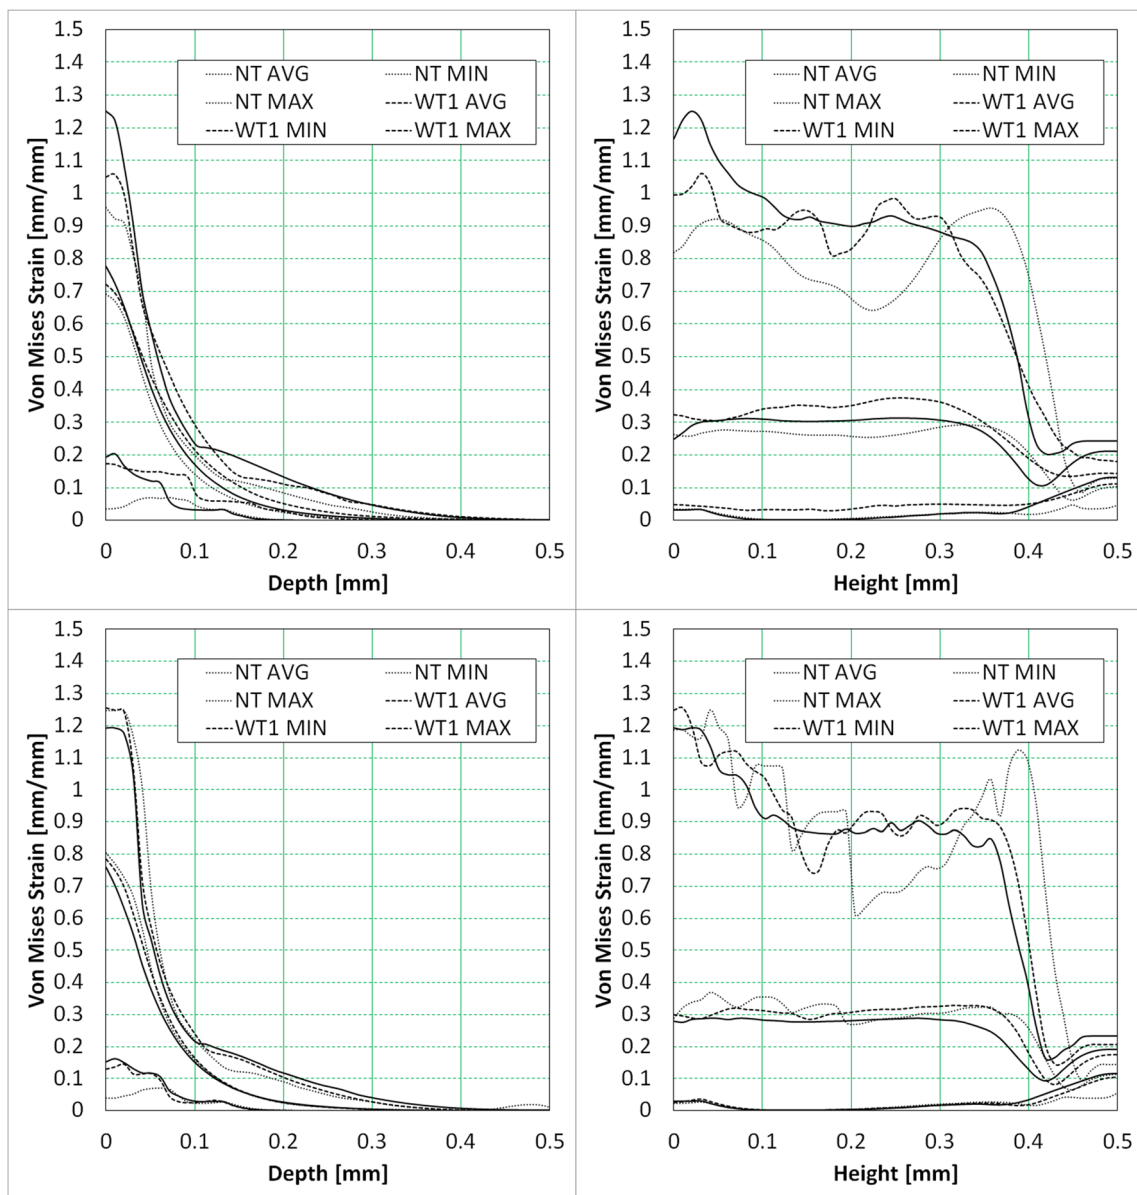 1.5
1.4
1.3
1.2
1.1
1
0.9
0.8
0.7
0.6
0.5
0.4
0.3
0.2
0.1
0
Von Mises Strain [mm/mm]
NT AVG NT MIN
NT MAX WT1 AVG
WT1 MIN WT1 MAX
0 0.1 0.2 0.3 0.4 0.5
Depth [mm]
1.5
1.4
1.3
1.2
1.1
1
0.9
0.8
0.7
0.6
0.5
0.4
0.3
0.2
0.1
0
Von Mises Strain [mm/mm]
NT AVG NT MIN
NT MAX WT1 AVG
WT1 MIN WT1 MAX
0 0.1 0.2 0.3 0.4 0.5
Height [mm]
1.5
1.4
1.3
1.2
1.1
1
0.9
0.8
0.7
0.6
0.5
0.4
0.3
0.2
0.1
0
Von Mises Strain [mm/mm]
NT AVG NT MIN
NT MAX WT1 AVG
WT1 MIN WT1 MAX
0 0.1 0.2 0.3 0.4 0.5
Depth [mm]
1.5
1.4
1.3
1.2
1.1
1
0.9
0.8
0.7
0.6
0.5
0.4
0.3
0.2
0.1
0
Von Mises Strain [mm/mm]
NT AVG NT MIN
NT MAX WT1 AVG
WT1 MIN WT1 MAX
0 0.1 0.2 0.3 0.4 0.5
Height [mm]